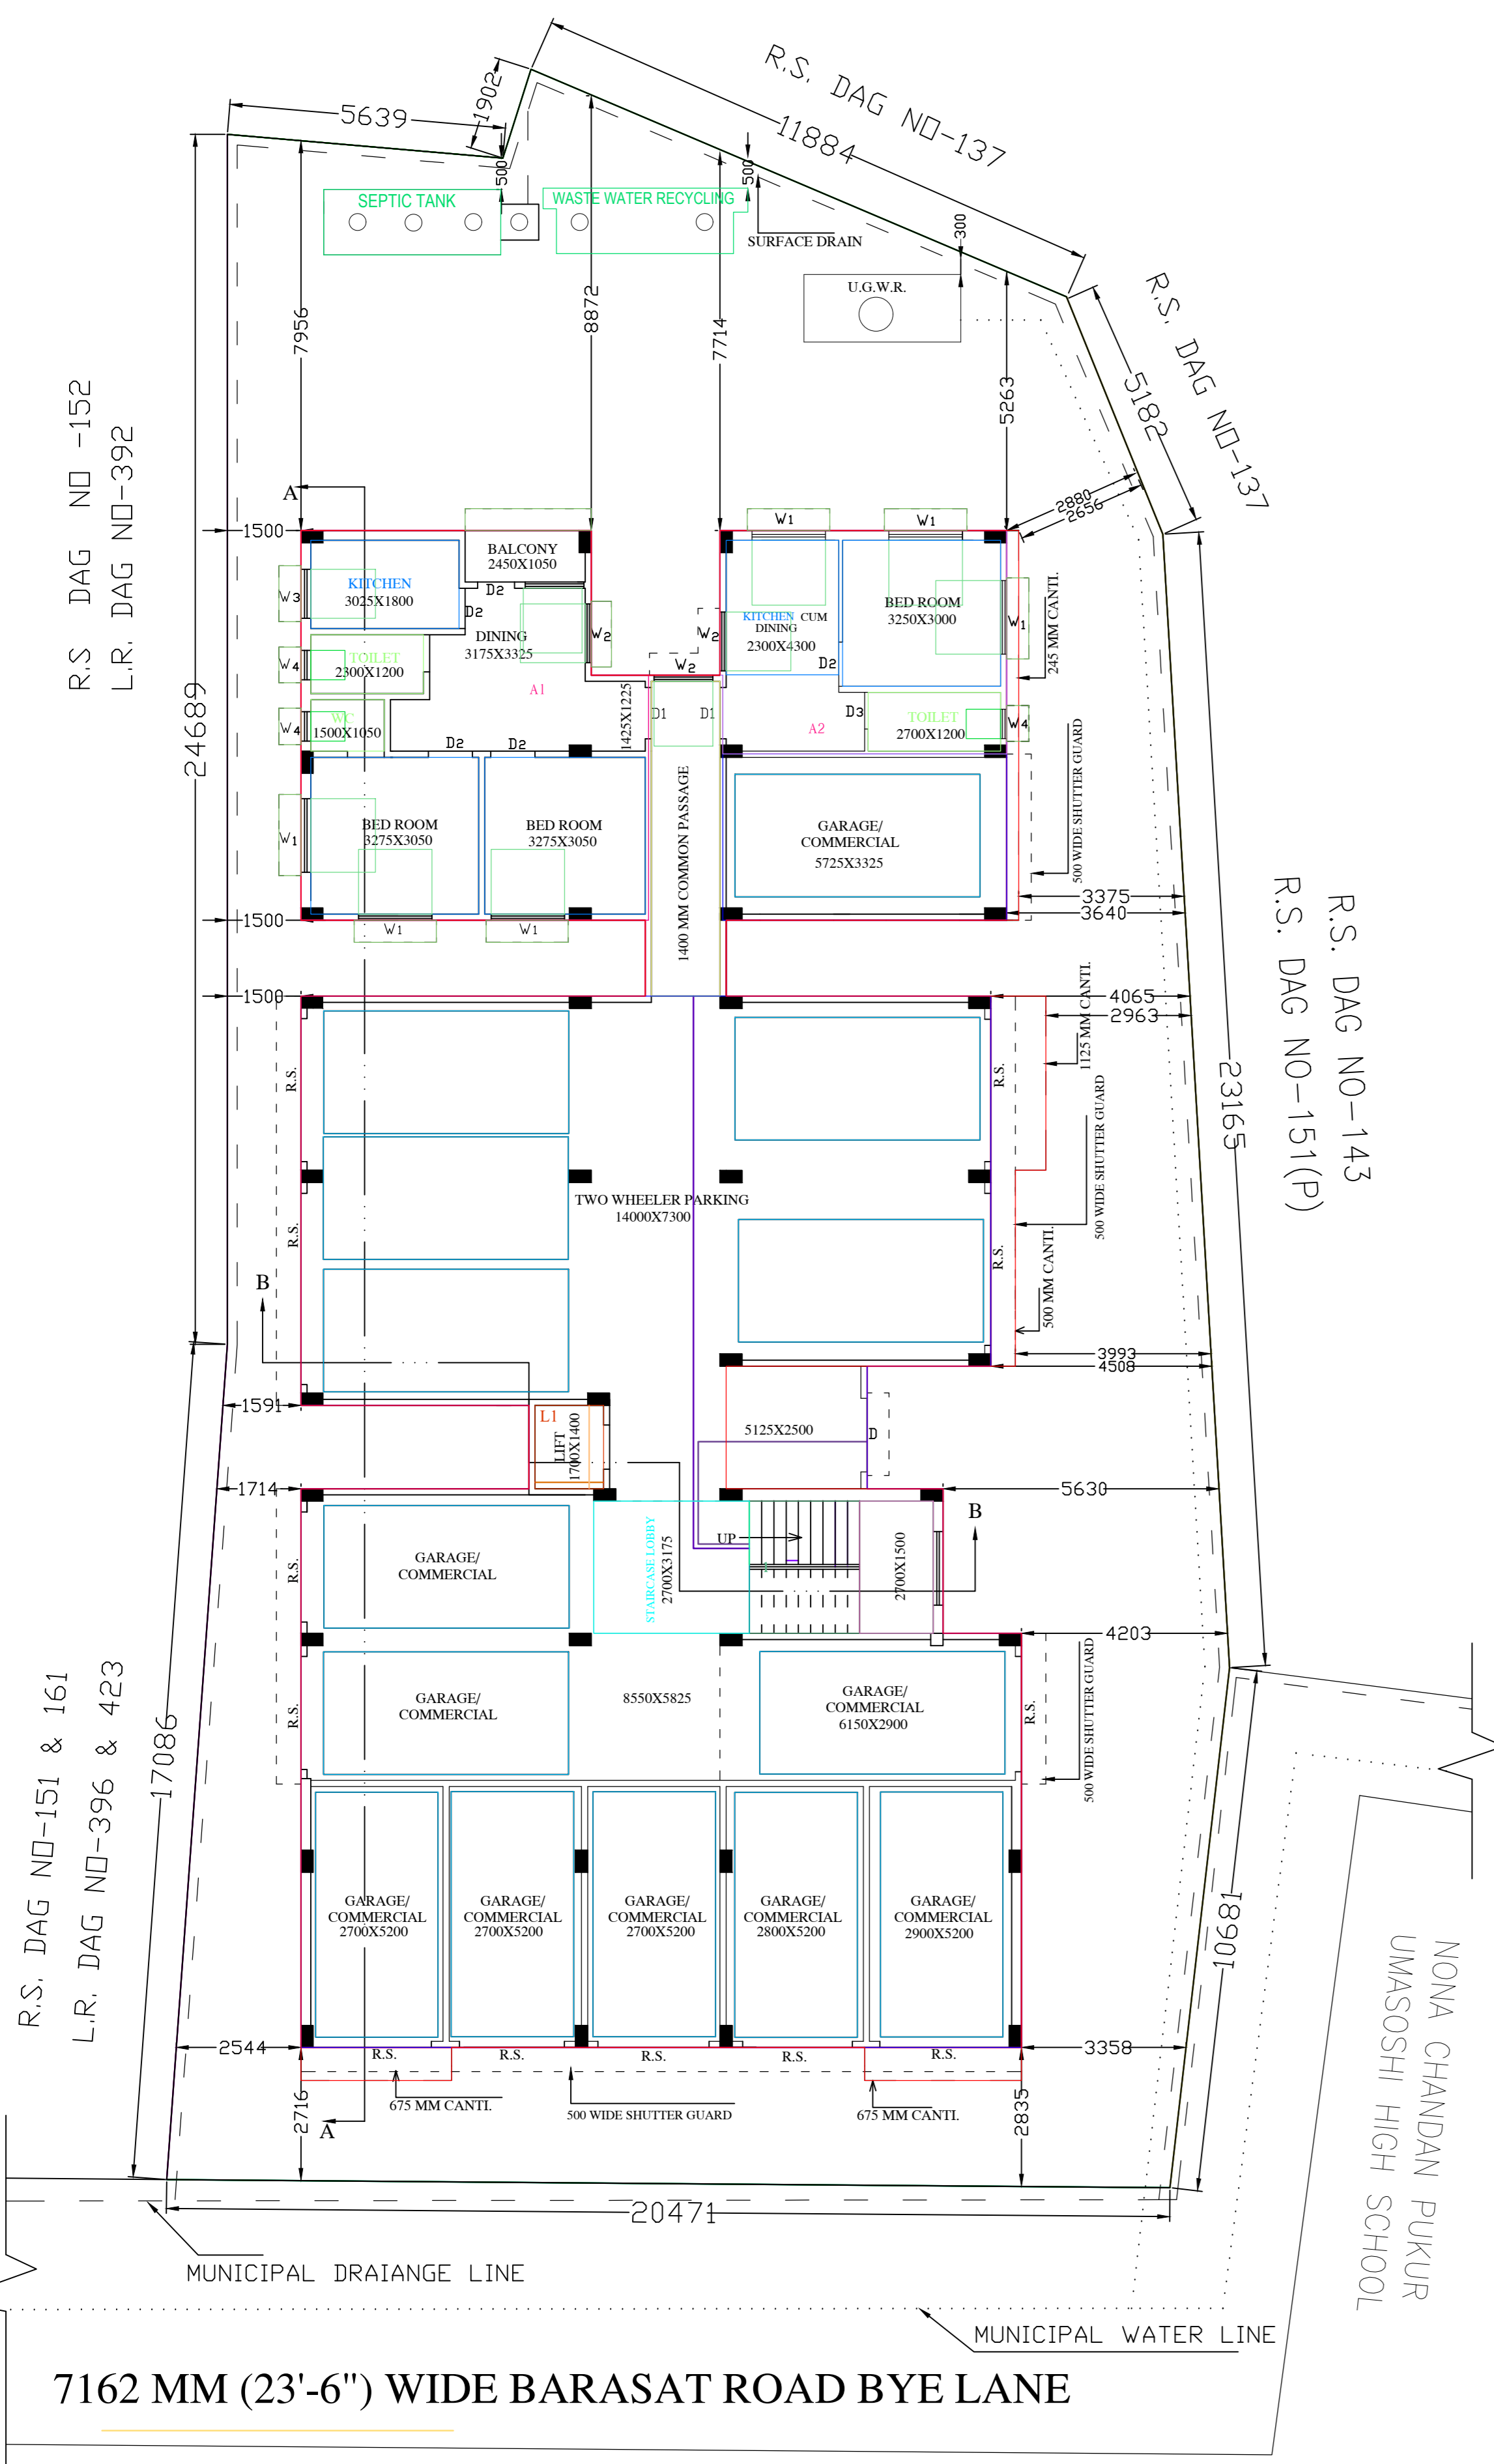 R.S. DAG NO-137
11884
1902
5639
500
500
SEPTIC TANK
WASTE WATER RECYCLING
SURFACE DRAIN
300
U.G.W.R.
R.S. DAG NO-137
5182
7956
8872
7714
5263
R.S DAG NO -152
L.R. DAG NO-392
24689
A
1500
2880
2656
W1
W1
BALCONY
2450X1050
KITCHEN
3025X1800
W3
D2
D2
DINING
3175X3325
W2
W2
W2
KITCHEN CUM
DINING
2300X4300
D2
BED ROOM
3250X3000
W1
245 MM CANTI.
TOILET
2300X1200
W4
A1
WC
1500X1050
W4
D2
D2
1425X1225
D1
D1
A2
D3
TOILET
2700X1200
W4
500 WIDE SHUTTER GUARD
BED ROOM
3275X3050
BED ROOM
3275X3050
W1
W1
W1
1400 MM COMMON PASSAGE
GARAGE/
COMMERCIAL
5725X3325
3375
3640
1500
R.S. DAG NO-143
R.S. DAG NO-151(P)
1500
4065
2963
1125 MM CANTI.
R.S.
R.S.
500 WIDE SHUTTER GUARD
23165
TWO WHEELER PARKING
14000X7300
R.S.
R.S.
500 MM CANTI.
B
3993
4508
1591
L1
LIFT
1700X1400
5125X2500
D
1714
5630
B
R.S.
GARAGE/
COMMERCIAL
STAIRCASE LOBBY
2700X3175
UP
2700X1500
4203
R.S. DAG NO-151 & 161
L.R. DAG NO-396 & 423
17086
R.S.
GARAGE/
COMMERCIAL
8550X5825
GARAGE/
COMMERCIAL
6150X2900
R.S.
500 WIDE SHUTTER GUARD
GARAGE/
COMMERCIAL
2700X5200
GARAGE/
COMMERCIAL
2700X5200
GARAGE/
COMMERCIAL
2700X5200
GARAGE/
COMMERCIAL
2800X5200
GARAGE/
COMMERCIAL
2900X5200
10681
NONA CHANDAN PUKUR
UMASOSHI HIGH SCHOOL
2544
R.S.
R.S.
R.S.
R.S.
R.S.
3358
2716
A
675 MM CANTI.
500 WIDE SHUTTER GUARD
675 MM CANTI.
2835
20471
MUNICIPAL DRAIANGE LINE
MUNICIPAL WATER LINE
7162 MM (23'-6") WIDE BARASAT ROAD BYE LANE